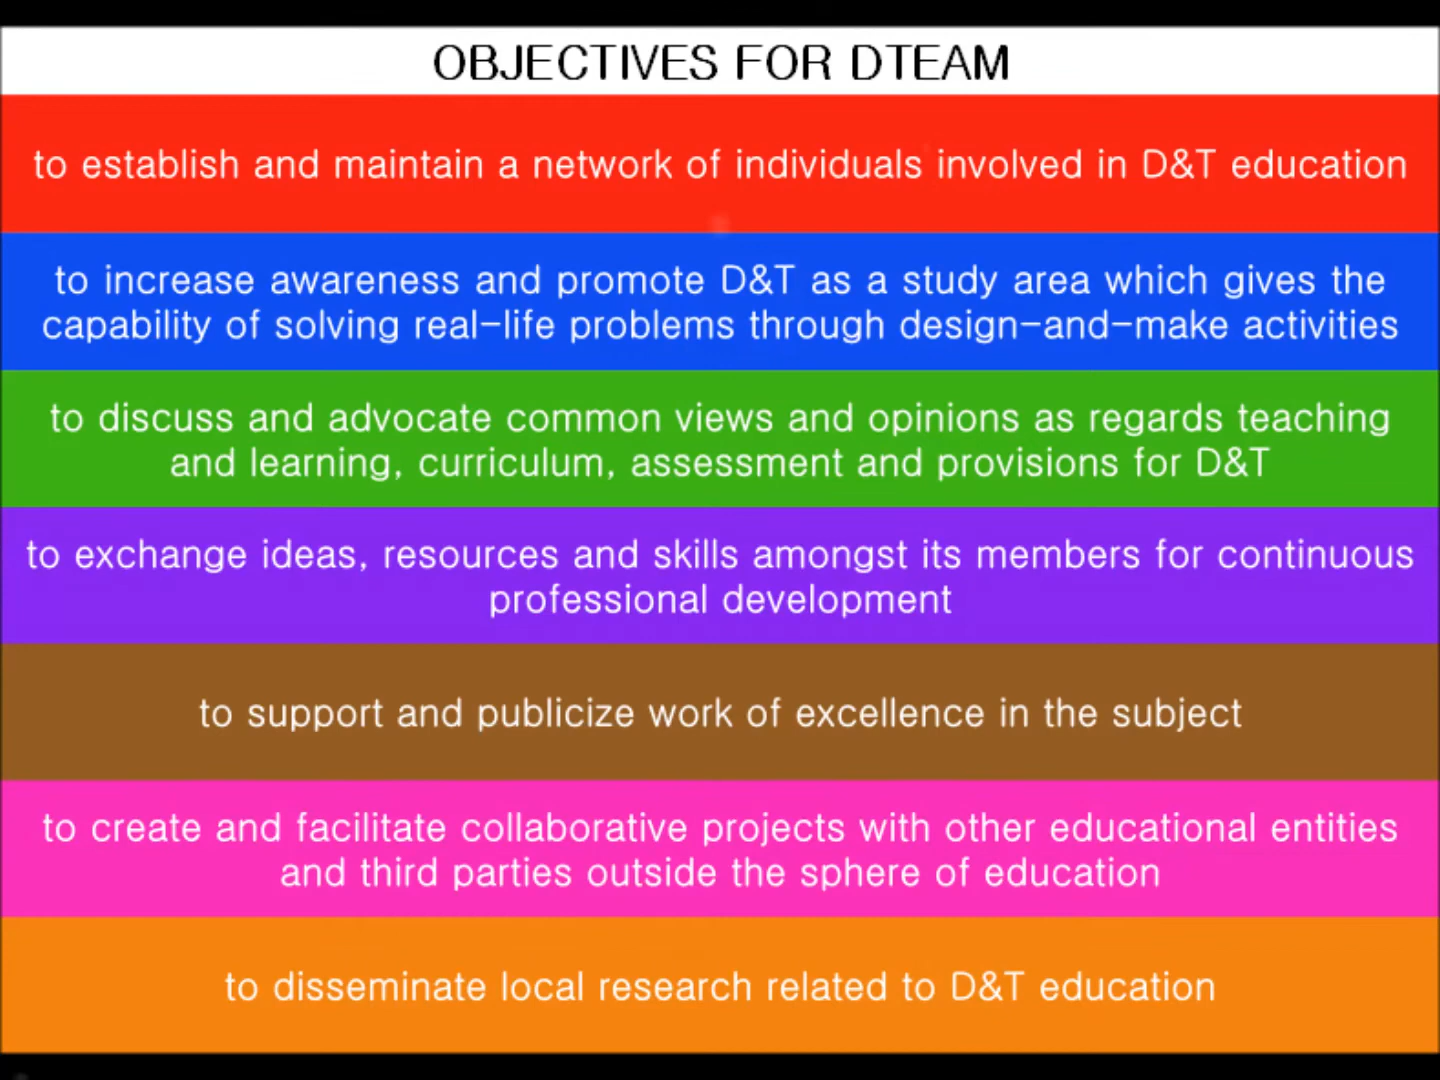 OBJECTIVES FOR DTEAM
to establish and maintain a network of individuals involved in D&T education
to increase awareness and promote D&T as a study area which gives the
capability of solving real-life problems through design-and-make activities
to discuss and advocate common views and opinions as regards teaching
and learning, curriculum, assessment and provisions for D&T
to exchange ideas, resources and skills amongst its members for continuous
professional development
to support and publicize work of excellence in the subject
to create and facilitate collaborative projects with other educational entities
and third parties outside the sphere of education
to disseminate local research related to D&T education